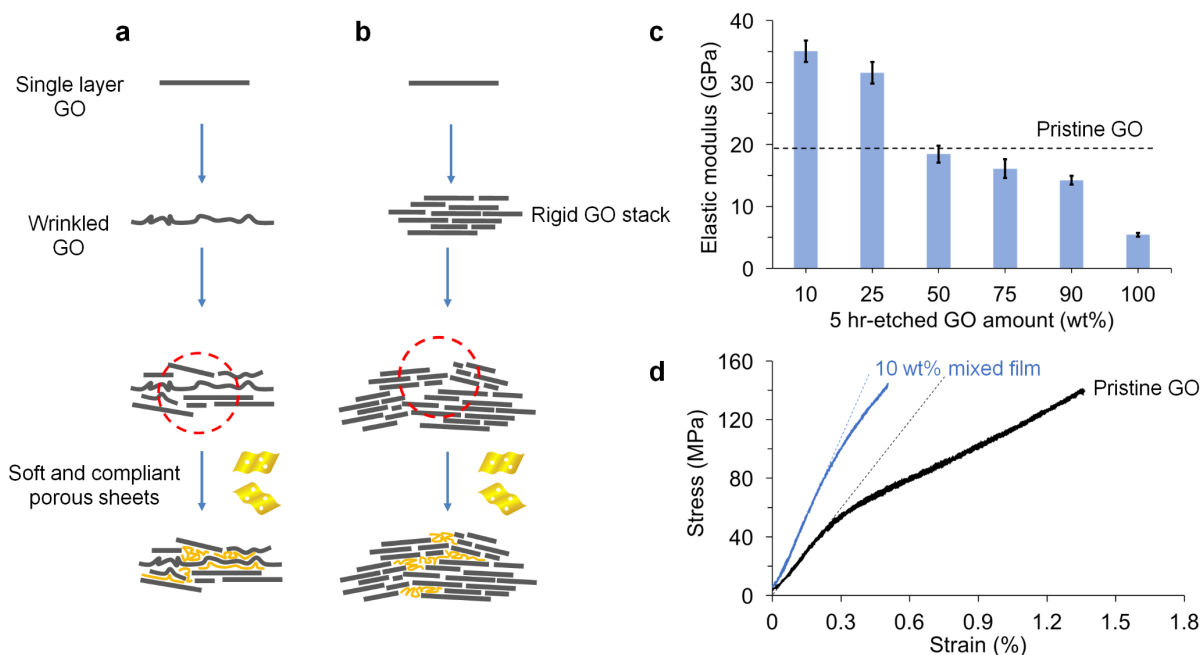 a
Single layer
GO
Wrinkled
GO
Soft and compliant
porous sheets
b
Rigid GO stack
c
Elastic modulus (GPa)
40
30
20
10
0
Pristine GO
10 25 50 75 90 100
5 hr-etched GO amount (wt%)
d
Stress (MPa)
160
120
80
40
0
10 wt% mixed film
Pristine GO
0 0.3 0.6 0.9 1.2 1.5 1.8
Strain (%)